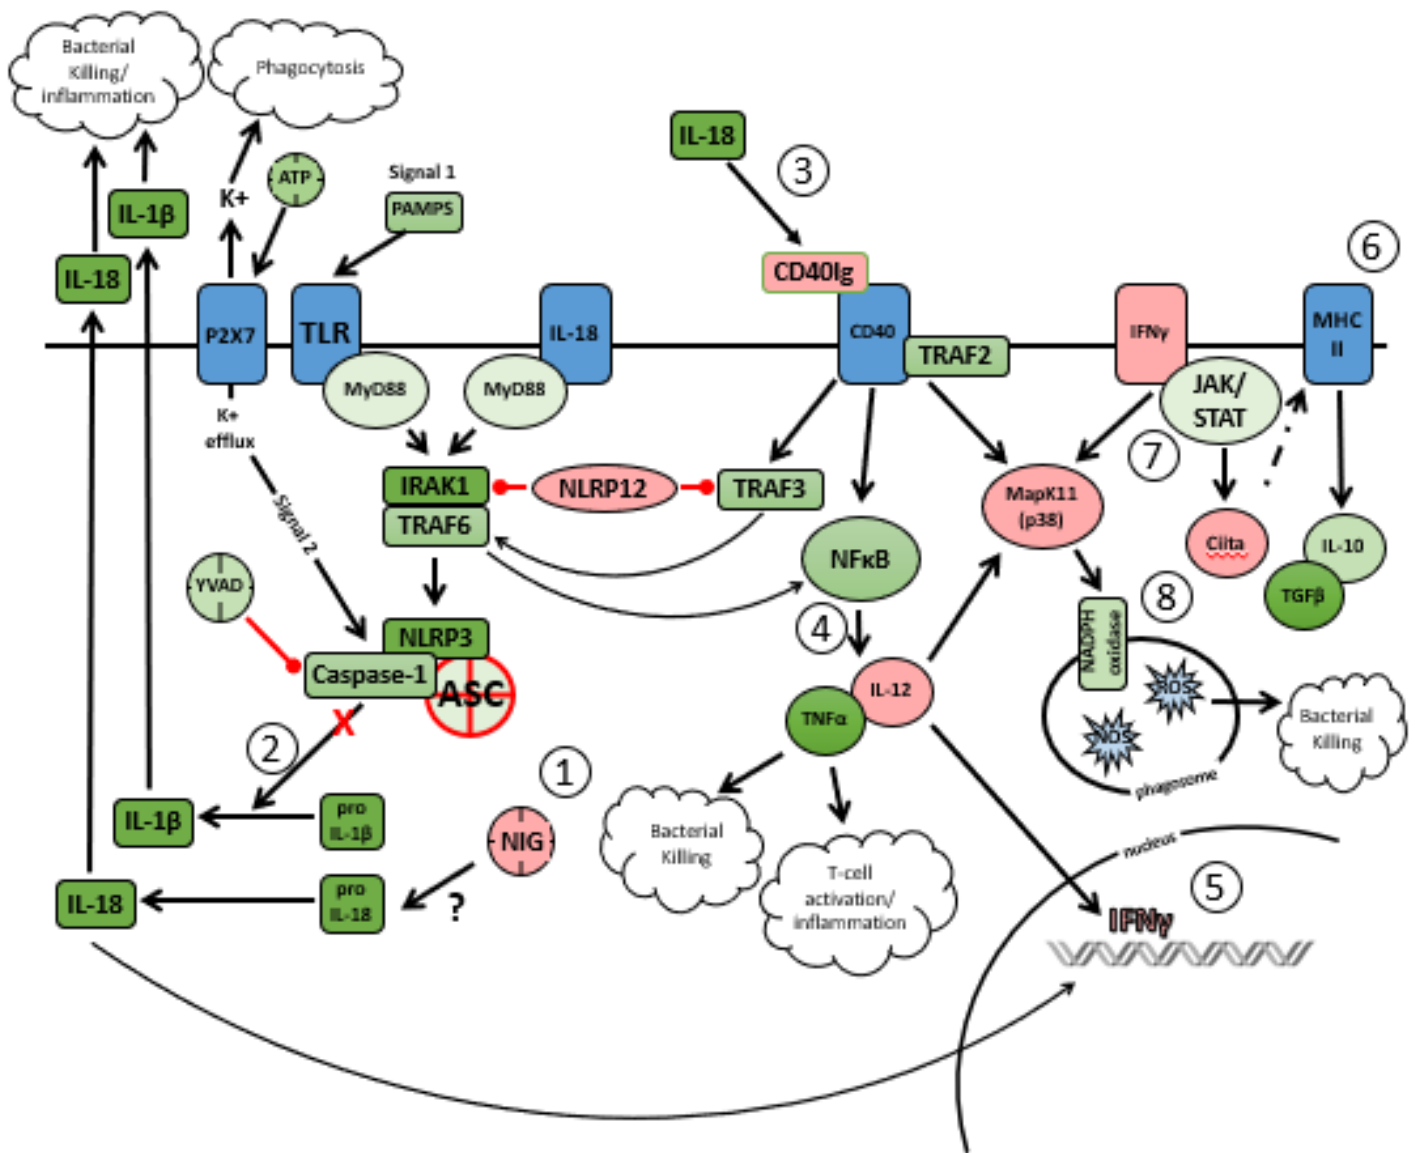 Bacterial
Killing/
inflammation
Phagocytosis
IL-18
3
K+
ATP
Signal 1
PAMPS
IL-1β
IL-18
CD40Ig
6
P2X7
TLR
IL-18
CD40
TRAF2
IFNγ
MHC
II
MyD88
MyD88
JAK/
STAT
K+
efflux
7
IRAK1
NLRP12
TRAF3
MapK11
(p38)
TRAF6
Signal 2
NFκB
Ciita
IL-10
TGFβ
YVAD
NLRP3
4
8
NADPH
oxidase
Caspase-1
ASC
X
IL-12
TNFα
ROS
NOS
Bacterial
Killing
phagosome
2
1
IL-1β
pro
IL-1β
NIG
Bacterial
Killing
nucleus
T-cell
activation/
inflammation
5
IL-18
pro
IL-18
?
IFNγ